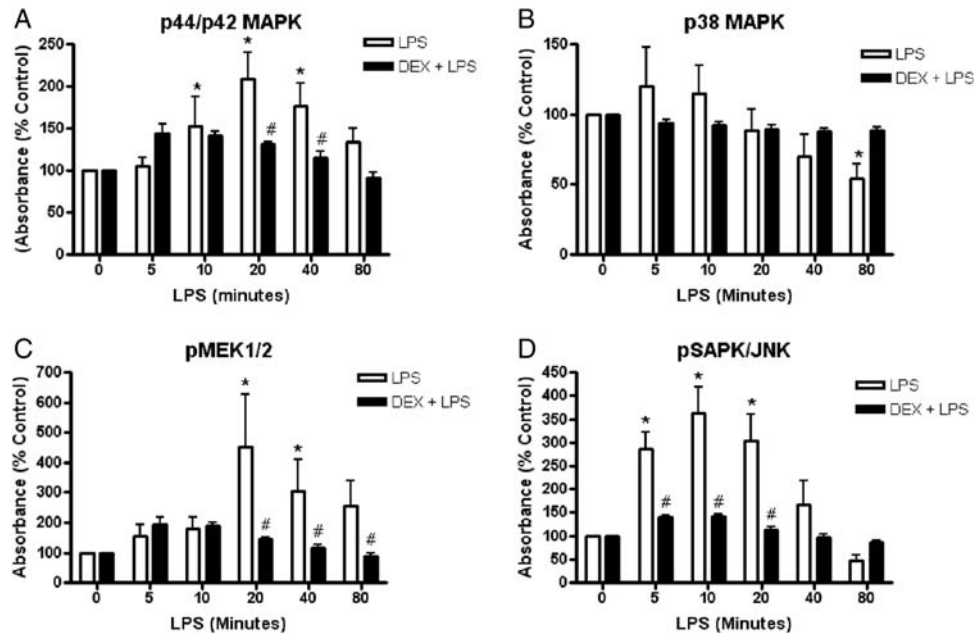 A
p44/p42 MAPK
(Absorbance (% Control)
250
200
150
100
50
0
*
*
*
#
#
LPS
DEX + LPS
0 5 10 20 40 80
LPS (minutes)
B
p38 MAPK
Absorbance (% Control)
150
100
50
0
*
LPS
DEX + LPS
0 5 10 20 40 80
LPS (Minutes)
C
pMEK1/2
Absorbance (% Control)
700
600
500
400
300
200
100
0
*
*
#
#
#
LPS
DEX + LPS
0 5 10 20 40 80
LPS (Minutes)
D
pSAPK/JNK
Absorbance (% Control)
450
400
350
300
250
200
150
100
50
0
*
*
*
#
#
#
LPS
DEX + LPS
0 5 10 20 40 80
LPS (Minutes)